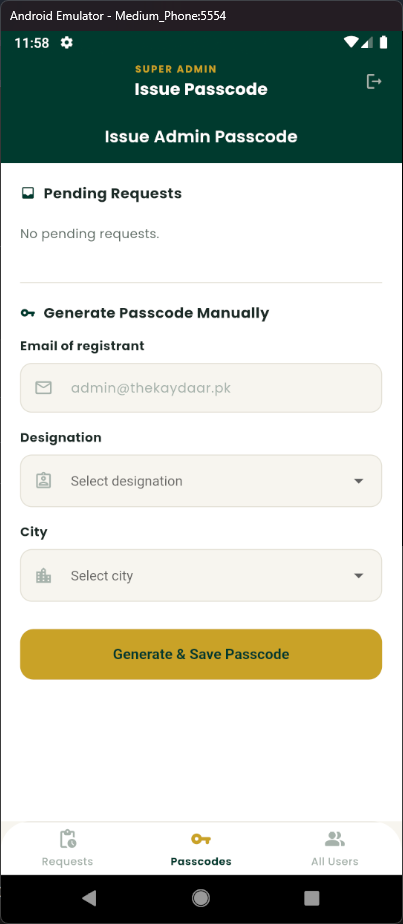 Android Emulator - Medium_Phone:5554
11:58
SUPER ADMIN
Issue Passcode
Issue Admin Passcode
Pending Requests
No pending requests.
Generate Passcode Manually
Email of registrant
admin@thekaydaar.pk
Designation
Select designation
City
Select city
Generate & Save Passcode
Requests
Passcodes
All Users